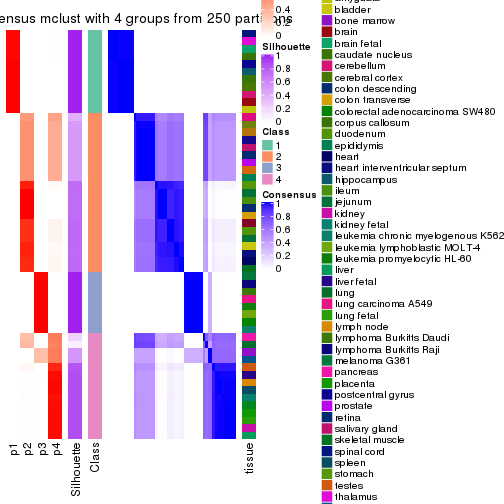 ensus mclust with 4 groups from 250 partitions
p1
p2
p3
p4
Silhouette
Class
tissue
0.4
0.2
0
Silhouette
1
0.8
0.6
0.4
0.2
0
Class
1
2
3
4
Consensus
1
0.8
0.6
0.4
0.2
0
bladder
bone marrow
brain
brain fetal
caudate nucleus
cerebellum
cerebral cortex
colon descending
colon transverse
colorectal adenocarcinoma SW480
corpus callosum
duodenum
epididymis
heart
heart interventricular septum
hippocampus
ileum
jejunum
kidney
kidney fetal
leukemia chronic myelogenous K562
leukemia lymphoblastic MOLT-4
leukemia promyelocytic HL-60
liver
liver fetal
lung
lung carcinoma A549
lung fetal
lymph node
lymphoma Burkitts Daudi
lymphoma Burkitts Raji
melanoma G361
pancreas
placenta
postcentral gyrus
prostate
retina
salivary gland
skeletal muscle
spinal cord
spleen
stomach
testes
thalamus